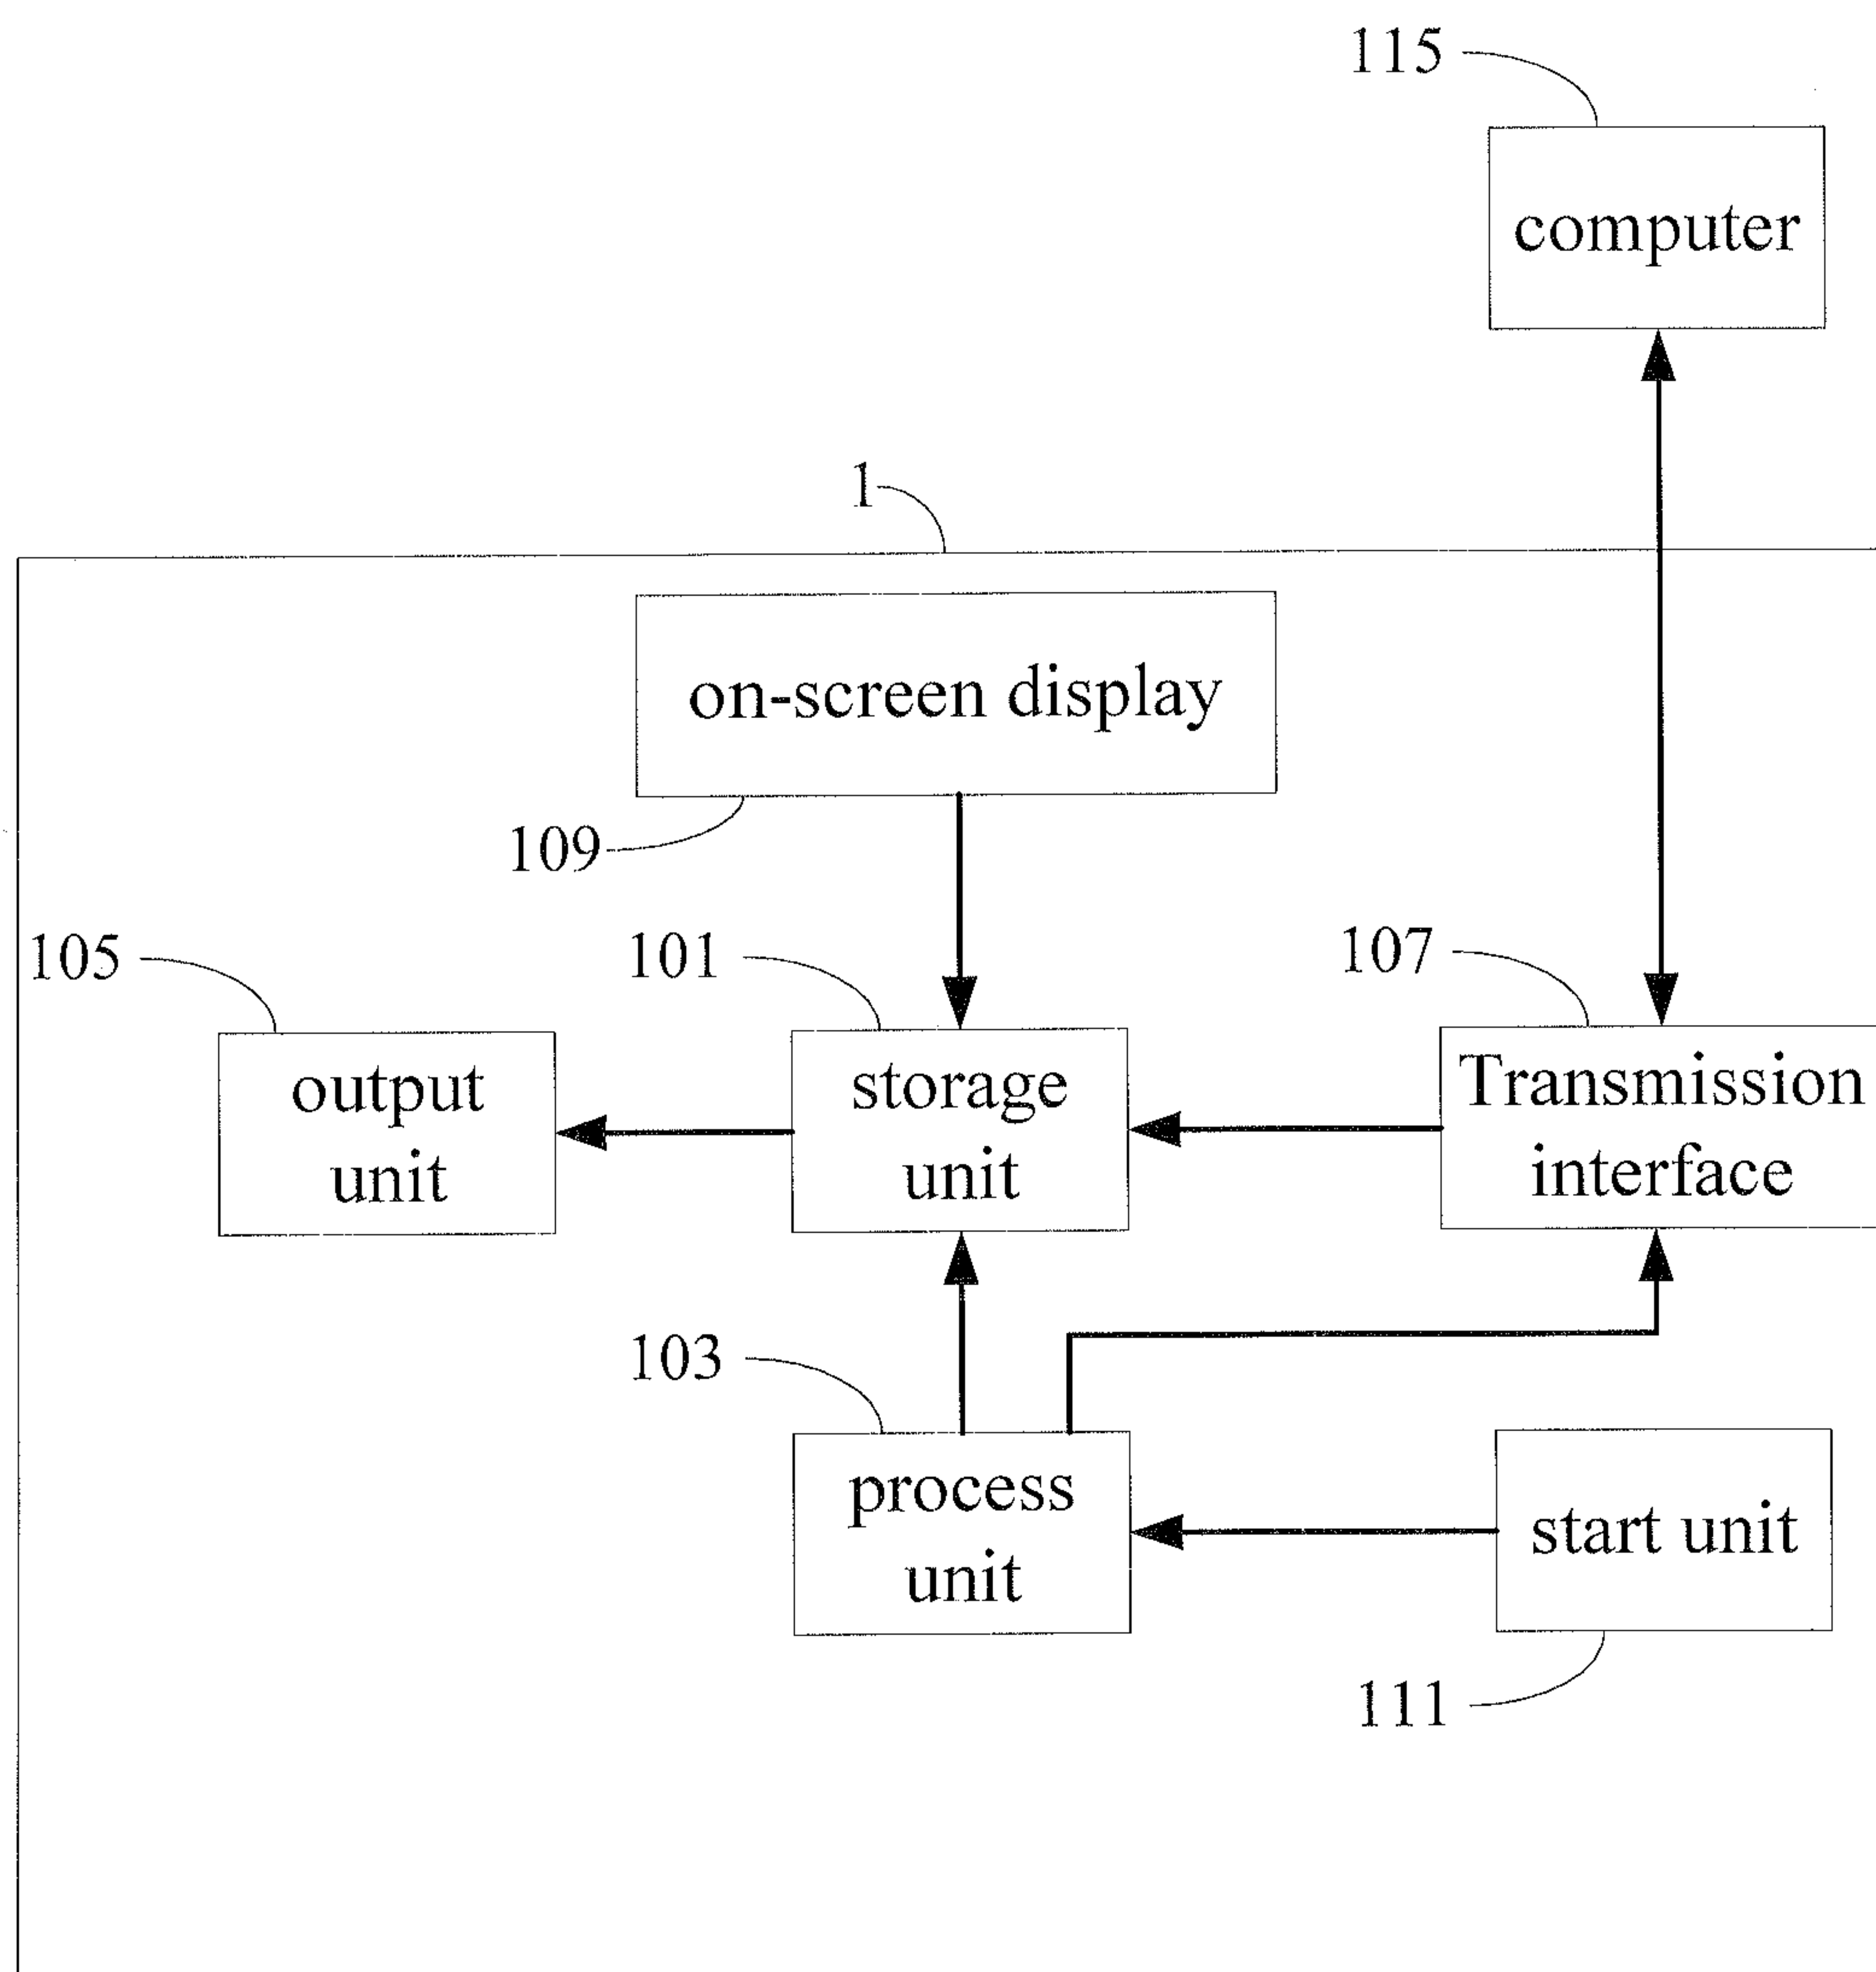 115
computer
1
on-screen display
109
105
101
107
output
unit
storage
unit
Transmission
interface
103
process
unit
start unit
111